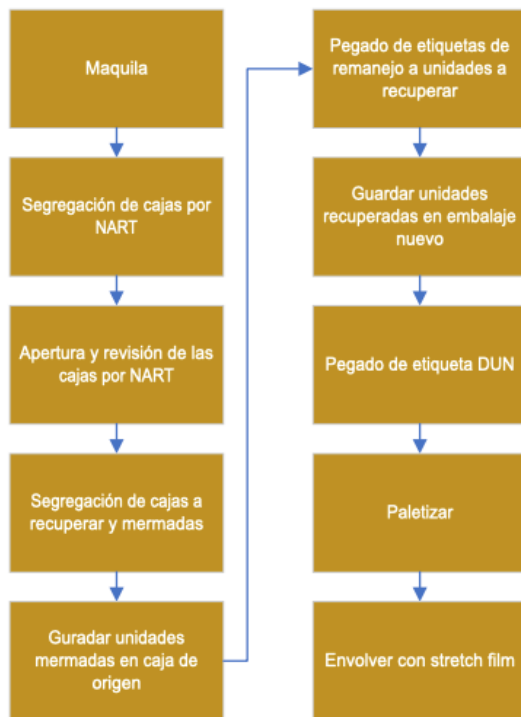 Maquila
Segregación de cajas por
NART
Apertura y revisión de las
cajas por NART
Segregación de cajas a
recuperar y mermadas
Guradar unidades
mermadas en caja de
origen
Pegado de etiquetas de
remanejo a unidades a
recuperar
Guardar unidades
recuperadas en embalaje
nuevo
Pegado de etiqueta DUN
Paletizar
Envolver con stretch film